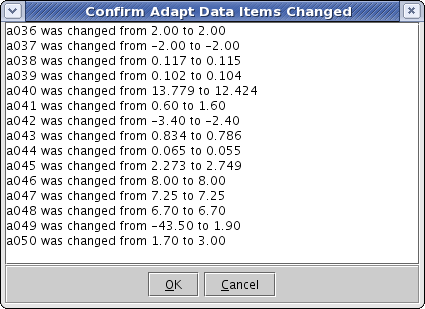 Confirm Adapt Data Items Changed
a036 was changed from 2.00 to 2.00
a037 was changed from -2.00 to -2.00
a038 was changed from 0.117 to 0.115
a039 was changed from 0.102 to 0.104
a040 was changed from 13.779 to 12.424
a041 was changed from 0.60 to 1.60
a042 was changed from -3.40 to -2.40
a043 was changed from 0.834 to 0.786
a044 was changed from 0.065 to 0.055
a045 was changed from 2.273 to 2.749
a046 was changed from 8.00 to 8.00
a047 was changed from 7.25 to 7.25
a048 was changed from 6.70 to 6.70
a049 was changed from -43.50 to 1.90
a050 was changed from 1.70 to 3.00
OK Cancel